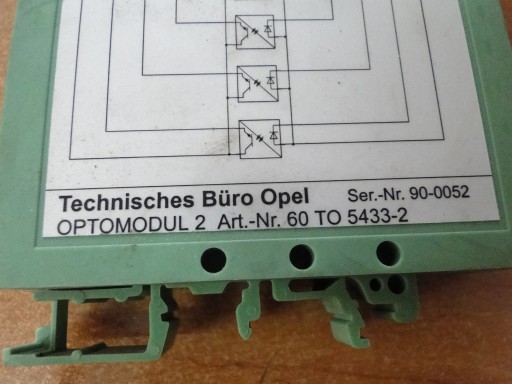 Technisches Büro Opel Ser.-Nr. 90-0052
OPTOMODUL 2 Art.-Nr. 60 TO 5433-2